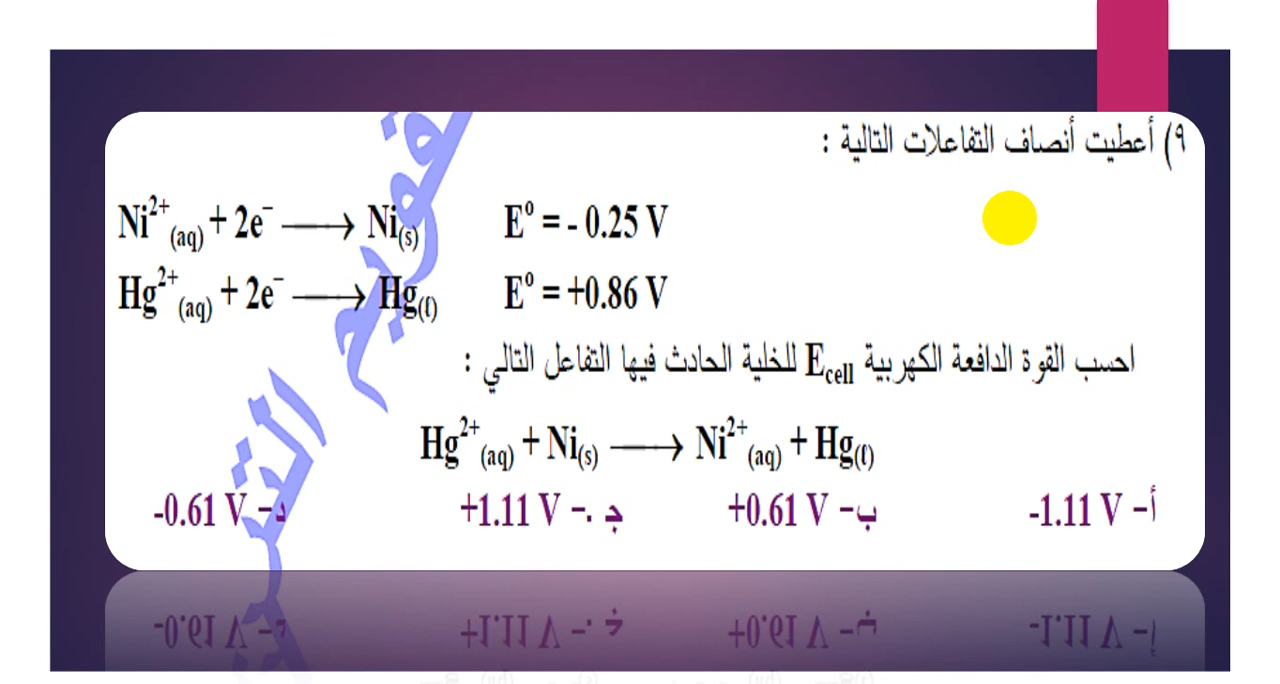 ٩) أعطيت أنصاف التفاعلات التالية :
Ni²⁺(aq) + 2e⁻ ⟶ Ni(s) E⁰ = - 0.25 V
Hg²⁺(aq) + 2e⁻ ⟶ Hg(ℓ) E⁰ = +0.86 V
احسب القوة الدافعة الكهربية Ecell للخلية الحادث فيها التفاعل التالي :
Hg²⁺(aq) + Ni(s) ⟶ Ni²⁺(aq) + Hg(ℓ)
أ– -1.11 V ب– +0.61 V ج .– +1.11 V د– -0.61 V